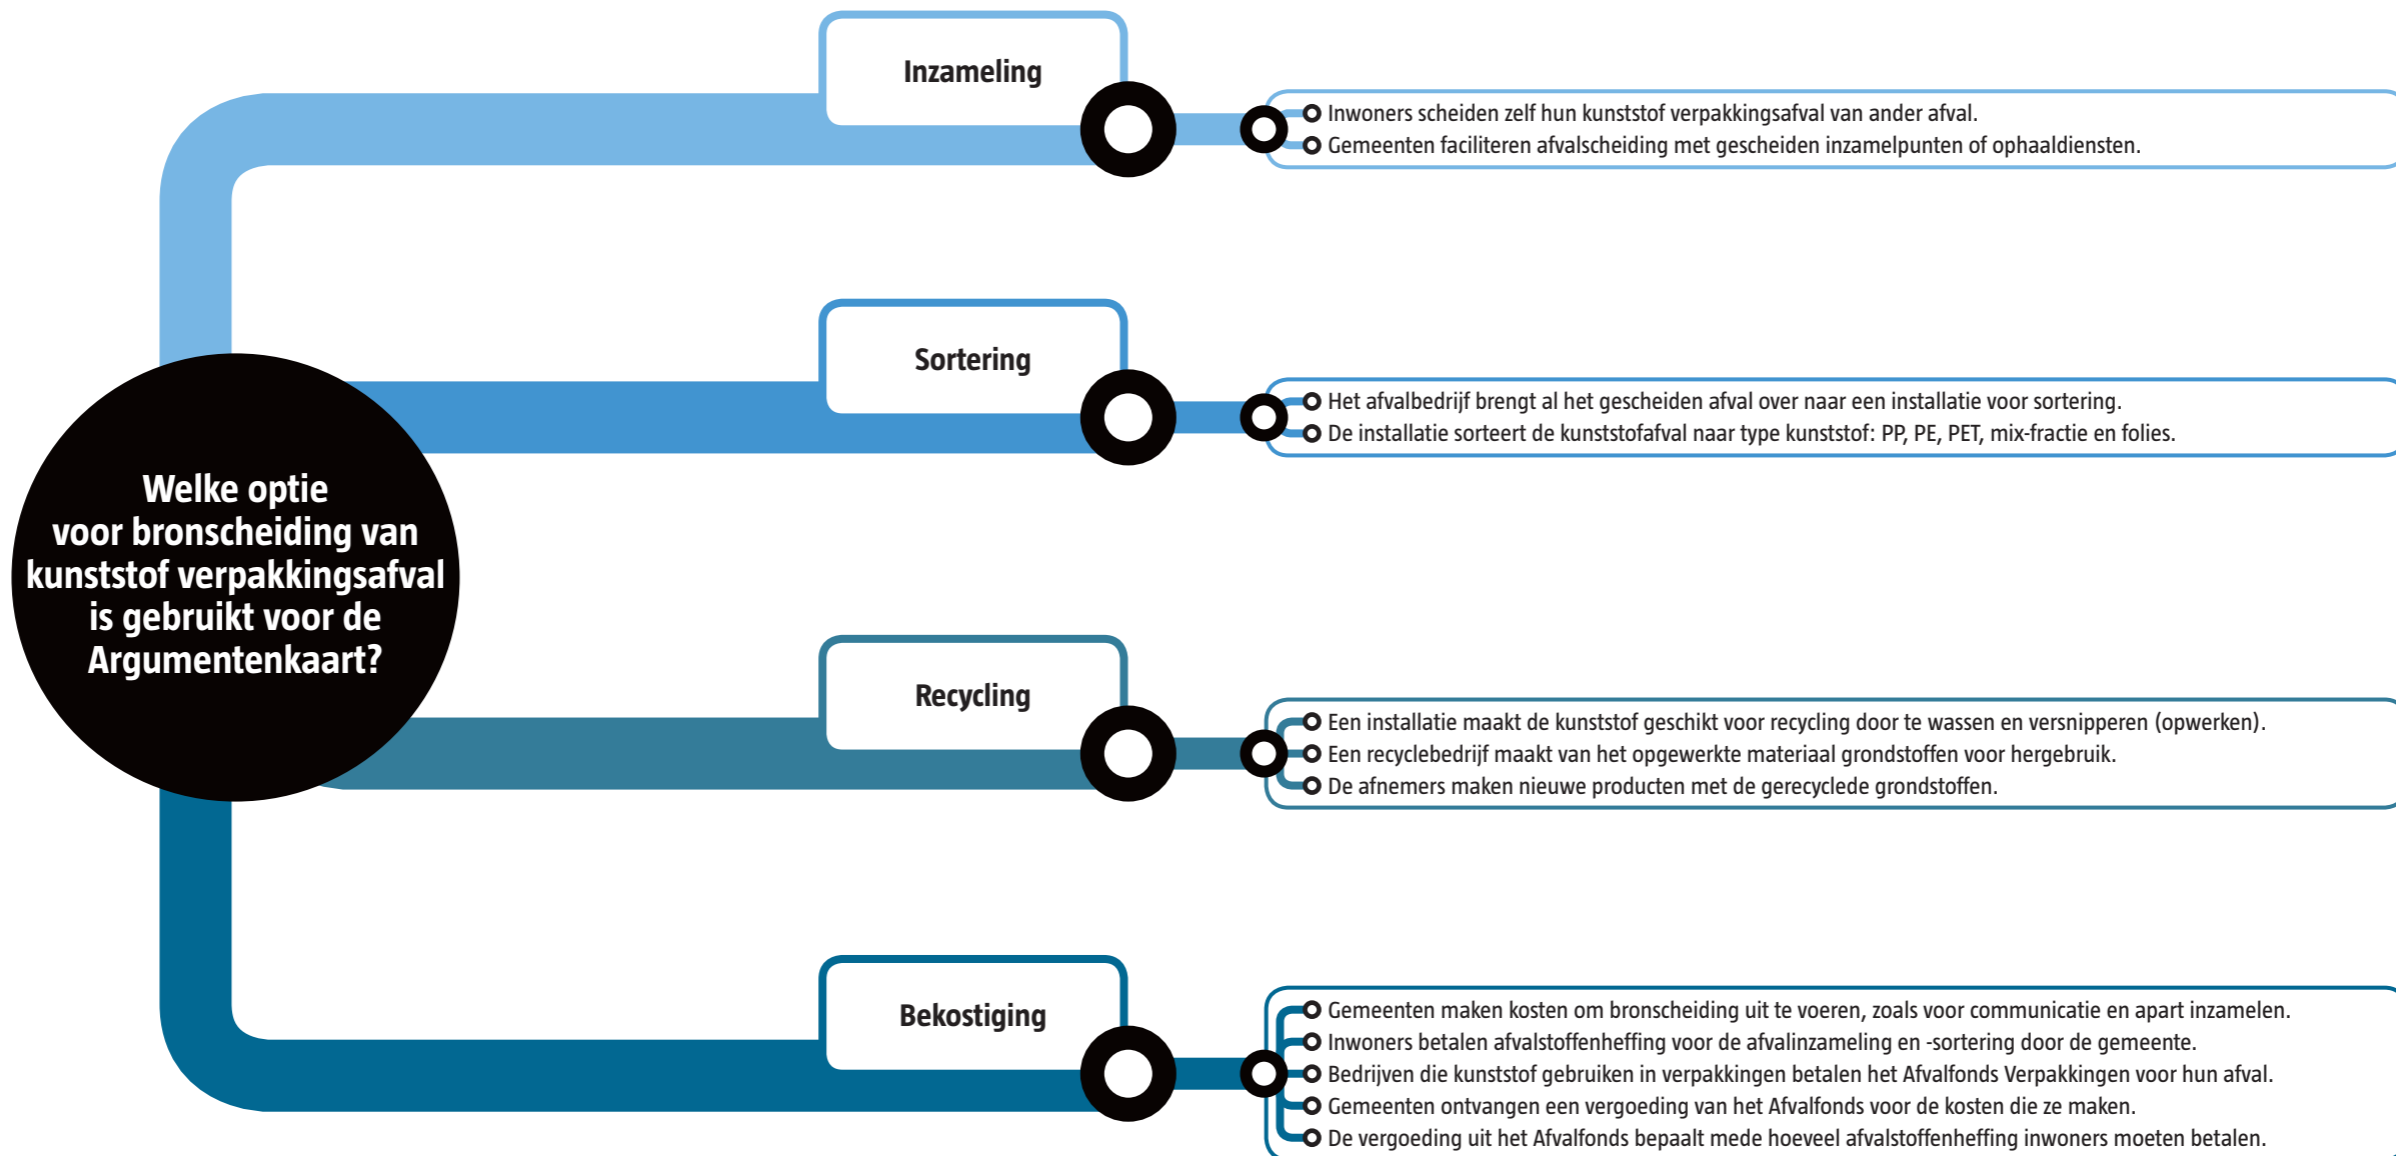 Welke optie
voor bronscheiding van
kunststof verpakkingsafval
is gebruikt voor de
Argumentenkaart?
Inzameling
Inwoners scheiden zelf hun kunststof verpakkingsafval van ander afval.
Gemeenten faciliteren afvalscheiding met gescheiden inzamelpunten of ophaaldiensten.
Sortering
Het afvalbedrijf brengt al het gescheiden afval over naar een installatie voor sortering.
De installatie sorteert de kunststofafval naar type kunststof: PP, PE, PET, mix-fractie en folies.
Recycling
Een installatie maakt de kunststof geschikt voor recycling door te wassen en versnipperen (opwerken).
Een recyclebedrijf maakt van het opgewerkte materiaal grondstoffen voor hergebruik.
De afnemers maken nieuwe producten met de gerecyclede grondstoffen.
Bekostiging
Gemeenten maken kosten om bronscheiding uit te voeren, zoals voor communicatie en apart inzamelen.
Inwoners betalen afvalstoffenheffing voor de afvalinzameling en -sortering door de gemeente.
Bedrijven die kunststof gebruiken in verpakkingen betalen het Afvalfonds Verpakkingen voor hun afval.
Gemeenten ontvangen een vergoeding van het Afvalfonds voor de kosten die ze maken.
De vergoeding uit het Afvalfonds bepaalt mede hoeveel afvalstoffenheffing inwoners moeten betalen.